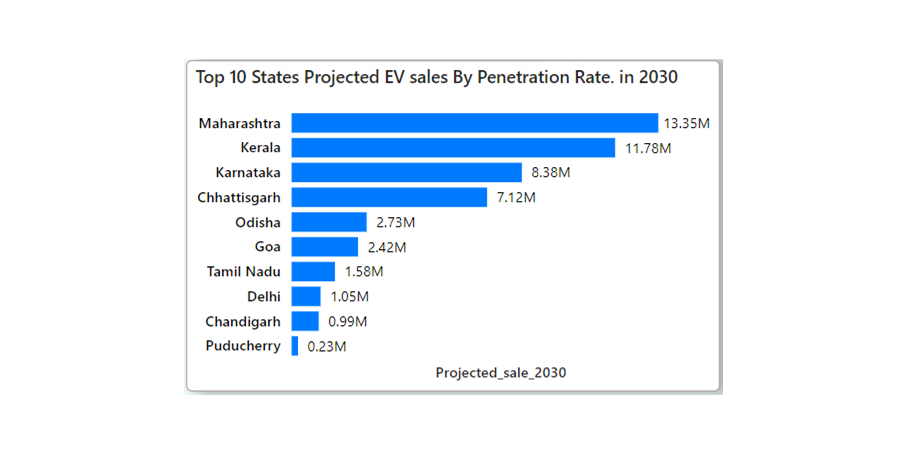 Top 10 States Projected EV sales By Penetration Rate. in 2030
Maharashtra 13.35M
Kerala 11.78M
Karnataka 8.38M
Chhattisgarh 7.12M
Odisha 2.73M
Goa 2.42M
Tamil Nadu 1.58M
Delhi 1.05M
Chandigarh 0.99M
Puducherry 0.23M
Projected_sale_2030